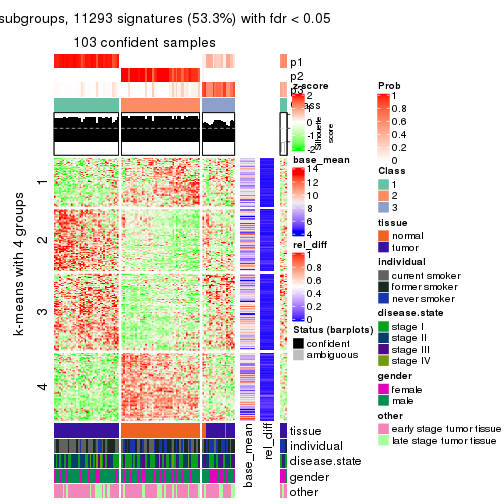 subgroups, 11293 signatures (53.3%) with fdr < 0.05
103 confident samples
p1
p2
p3
z-score
2
1
0
-1
-2
Class
Silhouette
score
k-means with 4 groups
1
2
3
4
base_mean
14
12
10
8
6
4
rel_diff
1
0.8
0.6
0.4
0.2
0
Status (barplots)
confident
ambiguous
Prob
1
0.8
0.6
0.4
0.2
0
Class
1
2
3
tissue
normal
tumor
individual
current smoker
former smoker
never smoker
disease.state
stage I
stage II
stage III
stage IV
gender
female
male
other
early stage tumor tissue
late stage tumor tissue
base_mean
rel_diff
tissue
individual
disease.state
gender
other